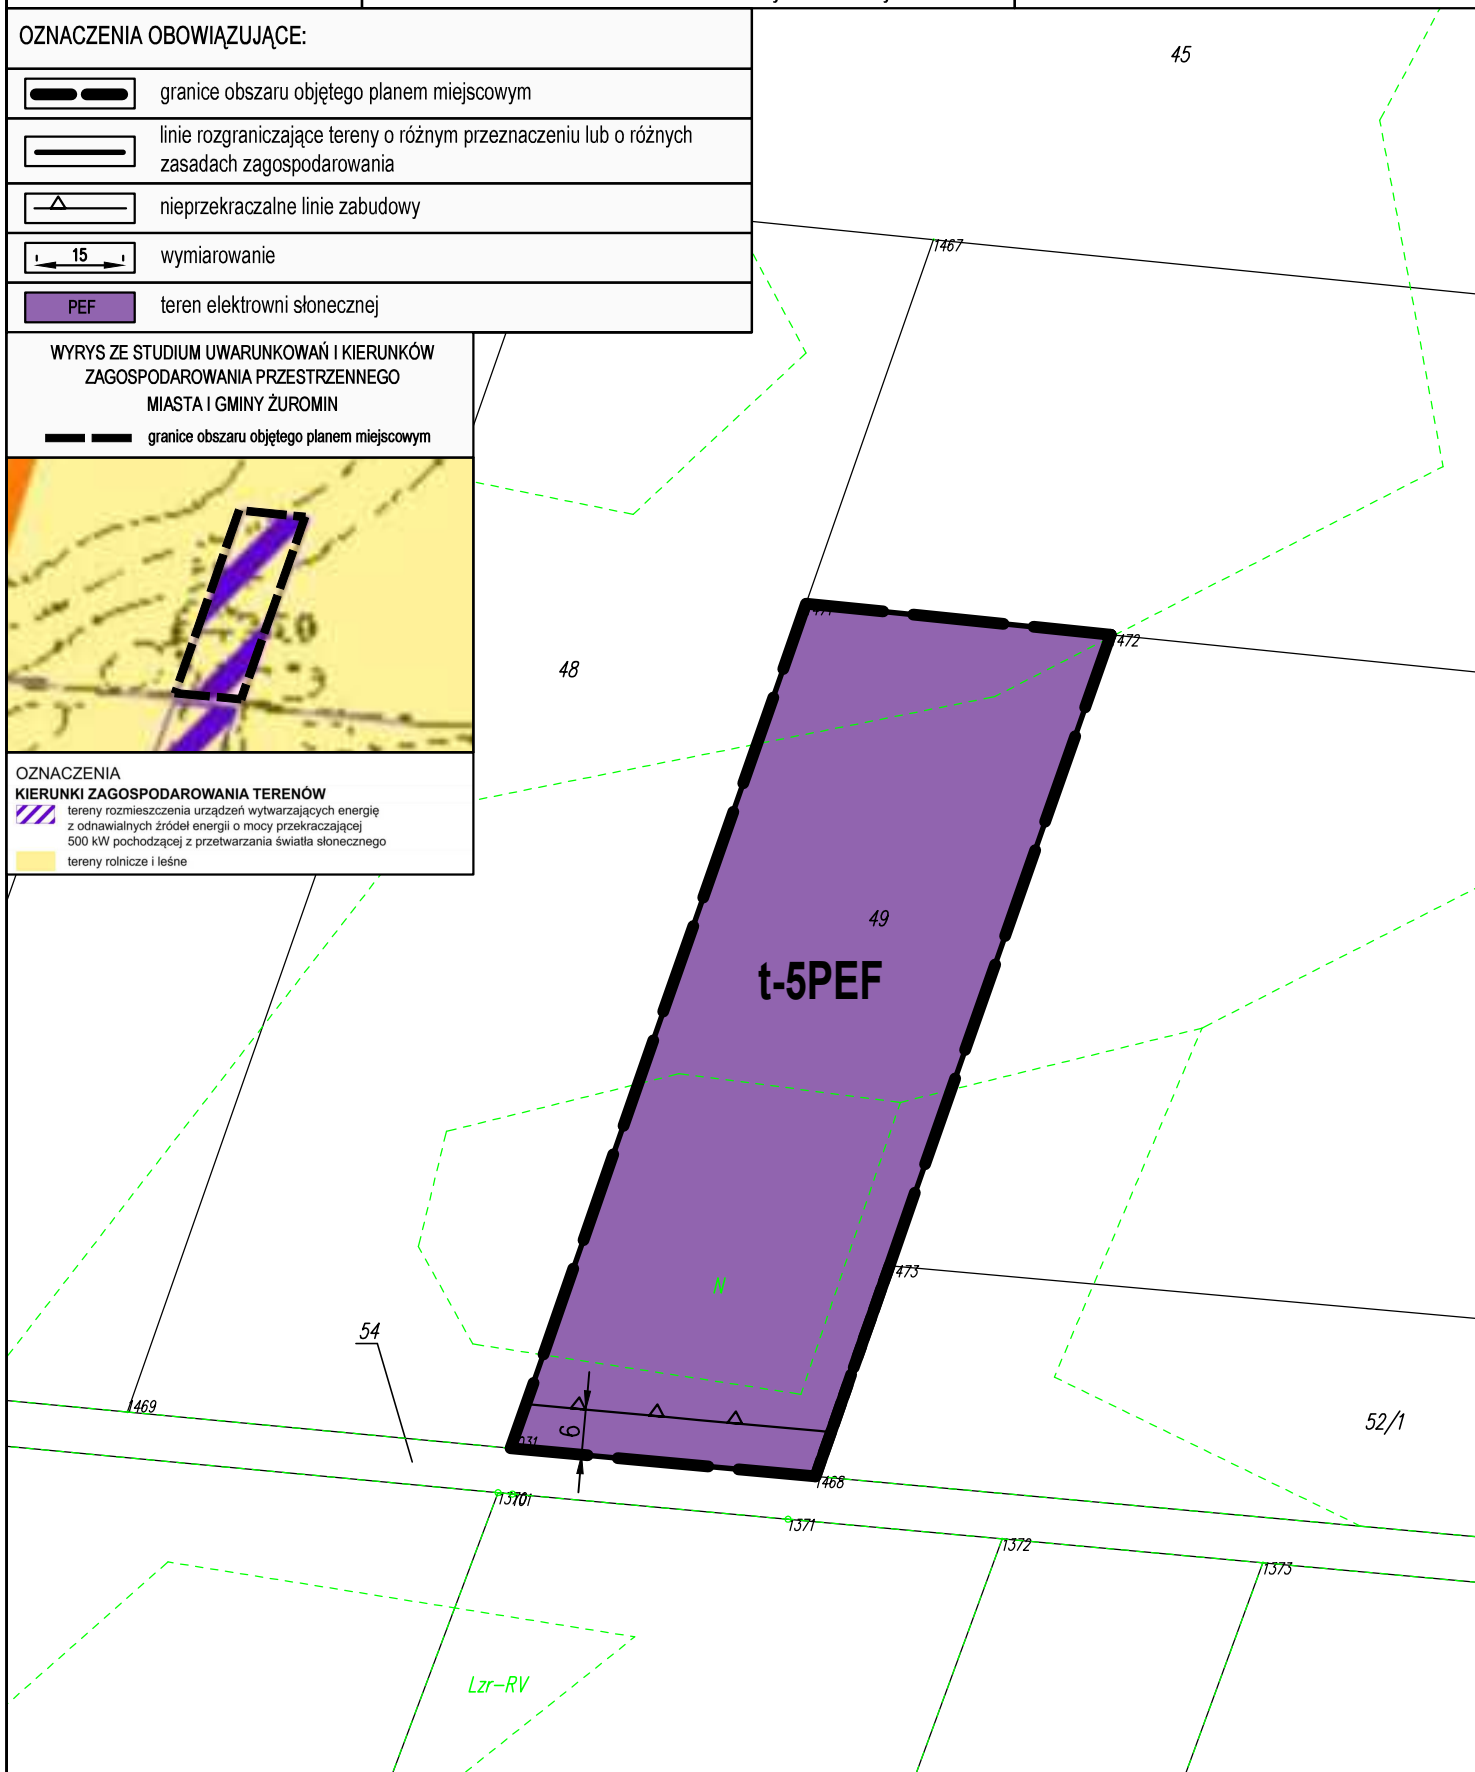 OZNACZENIA OBOWIĄZUJĄCE:
granice obszaru objętego planem miejscowym
linie rozgraniczające tereny o różnym przeznaczeniu lub o różnych
zasadach zagospodarowania
nieprzekraczalne linie zabudowy
15
wymiarowanie
PEF
teren elektrowni słonecznej
WYRYS ZE STUDIUM UWARUNKOWAŃ I KIERUNKÓW
ZAGOSPODAROWANIA PRZESTRZENNEGO
MIASTA I GMINY ŻUROMIN
granice obszaru objętego planem miejscowym
OZNACZENIA
KIERUNKI ZAGOSPODAROWANIA TERENÓW
tereny rozmieszczenia urządzeń wytwarzających energię
z odnawialnych źródeł energii o mocy przekraczającej
500 kW pochodzącej z przetwarzania światła słonecznego
tereny rolnicze i leśne
45
1467
472
48
49
t-5PEF
473
N
54
1469
6
1468
52/1
1370
1371
1372
1373
Lzr-RV